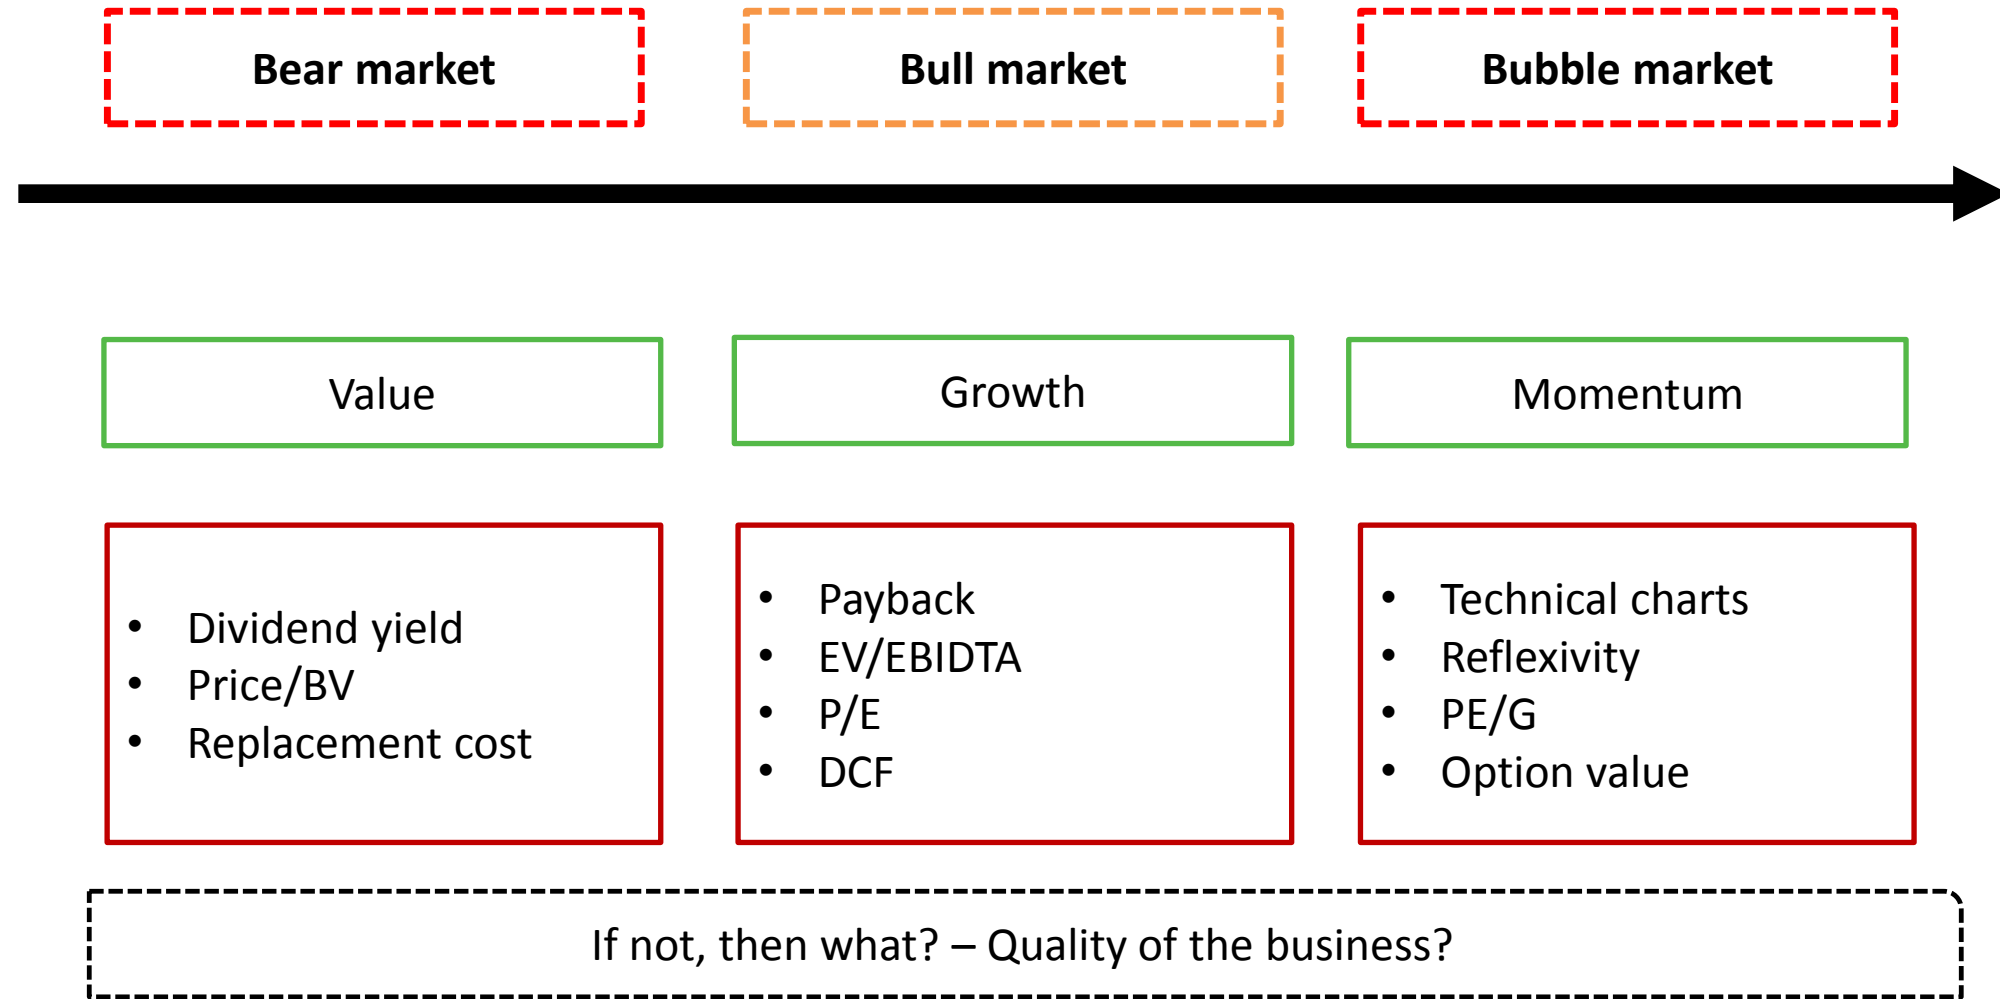 Bear market
Bull market
Bubble market
Value
Growth
Momentum
• Dividend yield
• Price/BV
• Replacement cost
• Payback
• EV/EBIDTA
• P/E
• DCF
• Technical charts
• Reflexivity
• PE/G
• Option value
If not, then what? – Quality of the business?